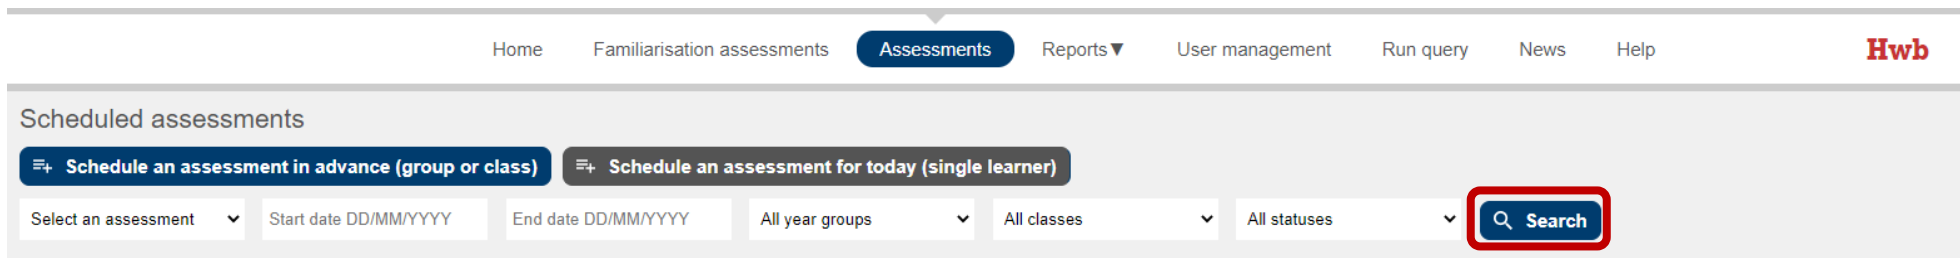 Home Familiarisation assessments Assessments Reports▼ User management Run query News Help Hwb
Scheduled assessments
Schedule an assessment in advance (group or class) Schedule an assessment for today (single learner)
Select an assessment Start date DD/MM/YYYY End date DD/MM/YYYY All year groups All classes All statuses Search